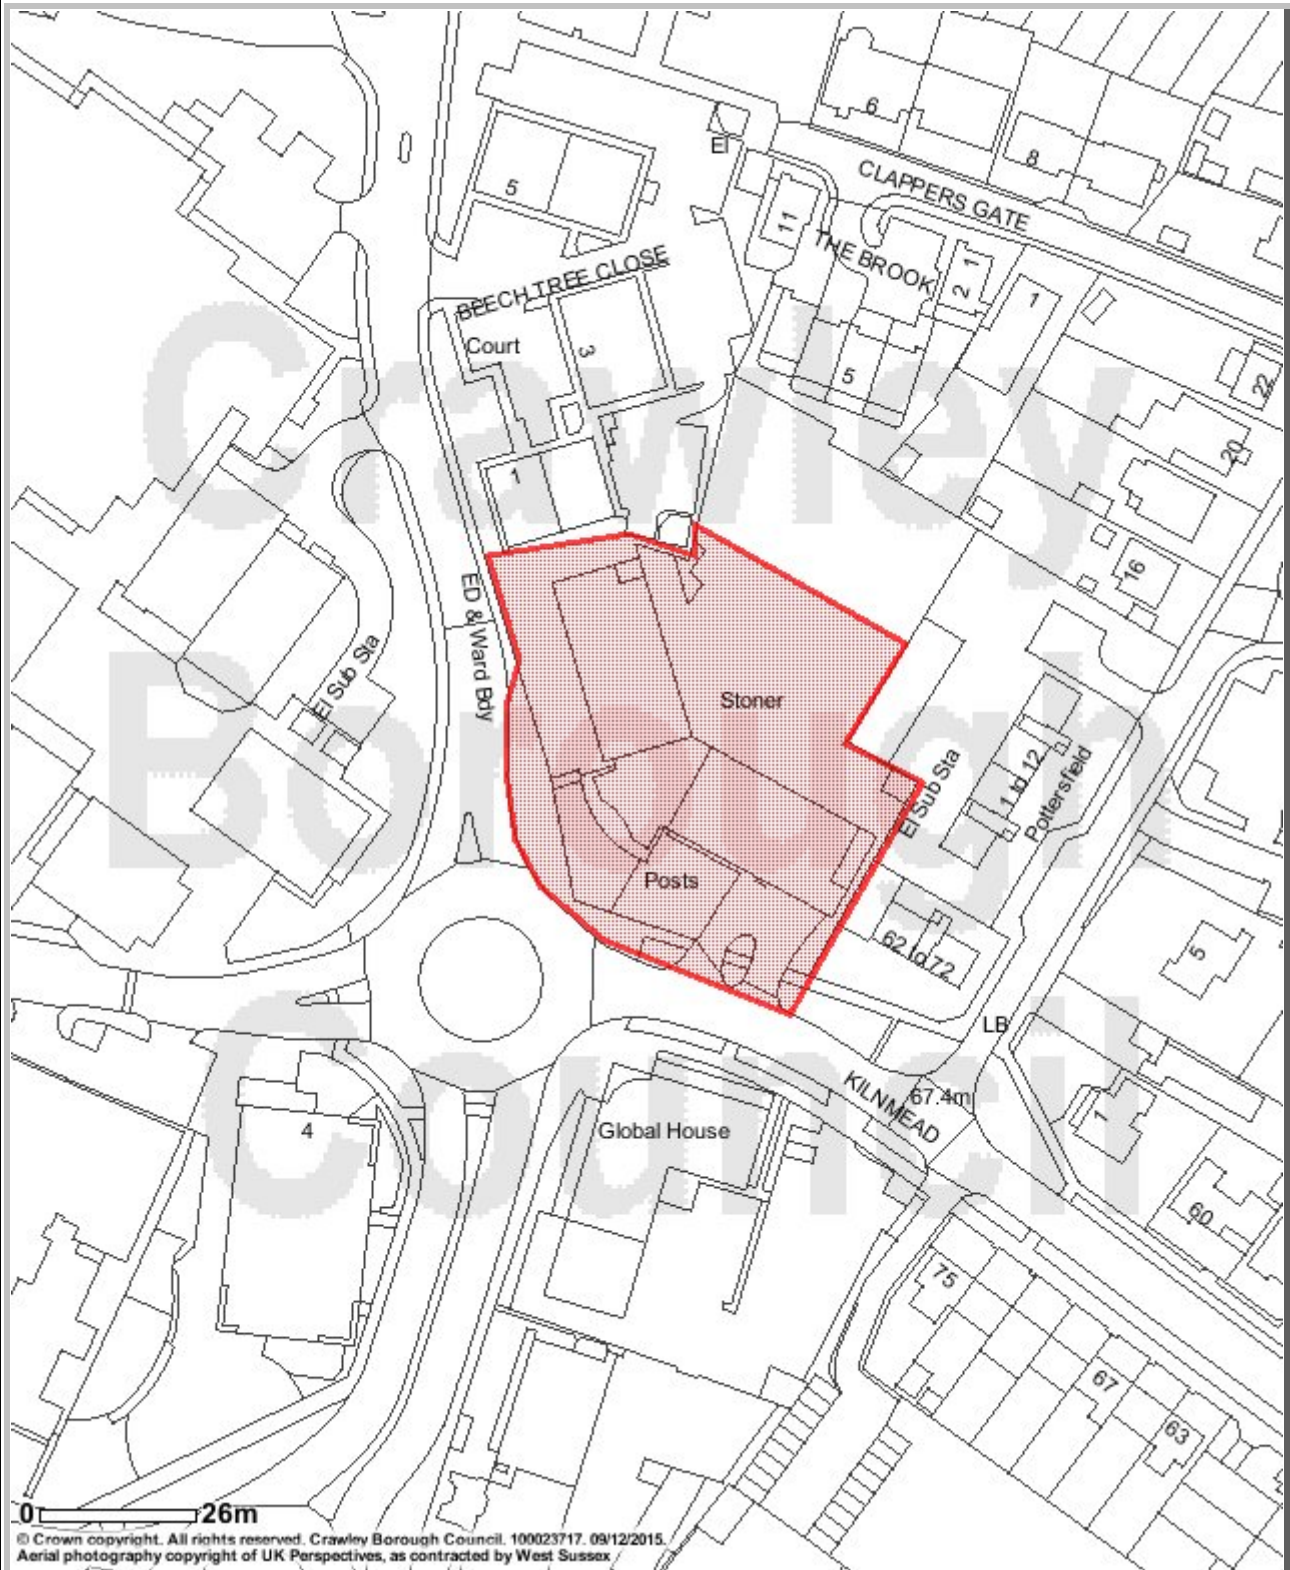 6
El
8
5
CLAPPERS GATE
11
THE BROOK
1
2
1
BEECH TREE CLOSE
Court
3
5
22
Crawley
20
1
16
ED & Ward Bdy
El Sub Sta
Stoner
Borough
El Sub Sta
1 to 12
Pottersfield
Posts
62 to 72
5
LB
KILNMEAD
67.4m
Council
4
Global House
1
60
75
67
63
0 26m
© Crown copyright. All rights reserved. Crawley Borough Council. 100023717. 09/12/2015.
Aerial photography copyright of UK Perspectives, as contracted by West Sussex